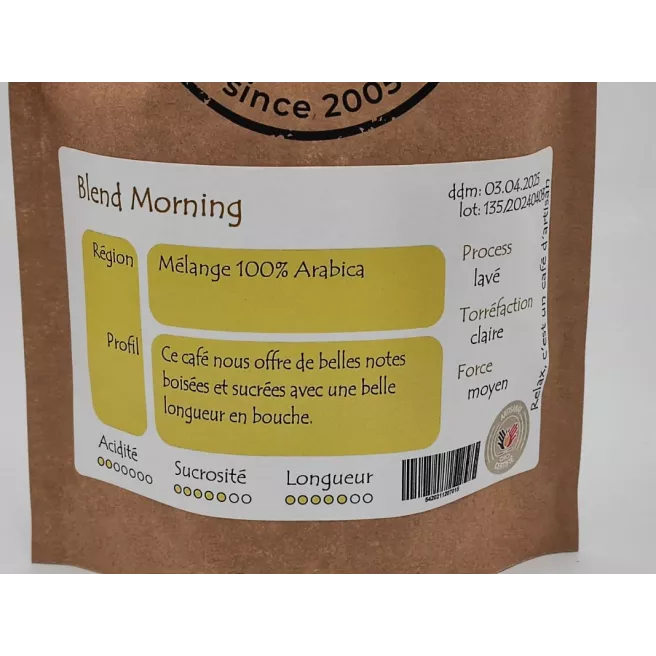 since 2005
Blend Morning
ddm: 03.04.2025
lot: 135/20240403
Région
Mélange 100% Arabica
Profil
Ce café nous offre de belles notes
boisées et sucrées avec une belle
longueur en bouche.
Process
lavé
Torréfaction
claire
Force
moyen
Relax, c'est un café d'artisan
Acidité
Sucrosité
Longueur